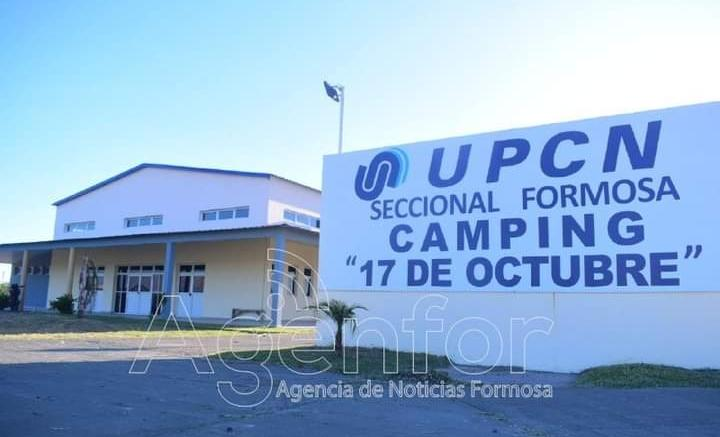 UPCN
SECCIONAL FORMOSA
CAMPING
“17 DE OCTUBRE”
Agenfor
Agencia de Noticias Formosa